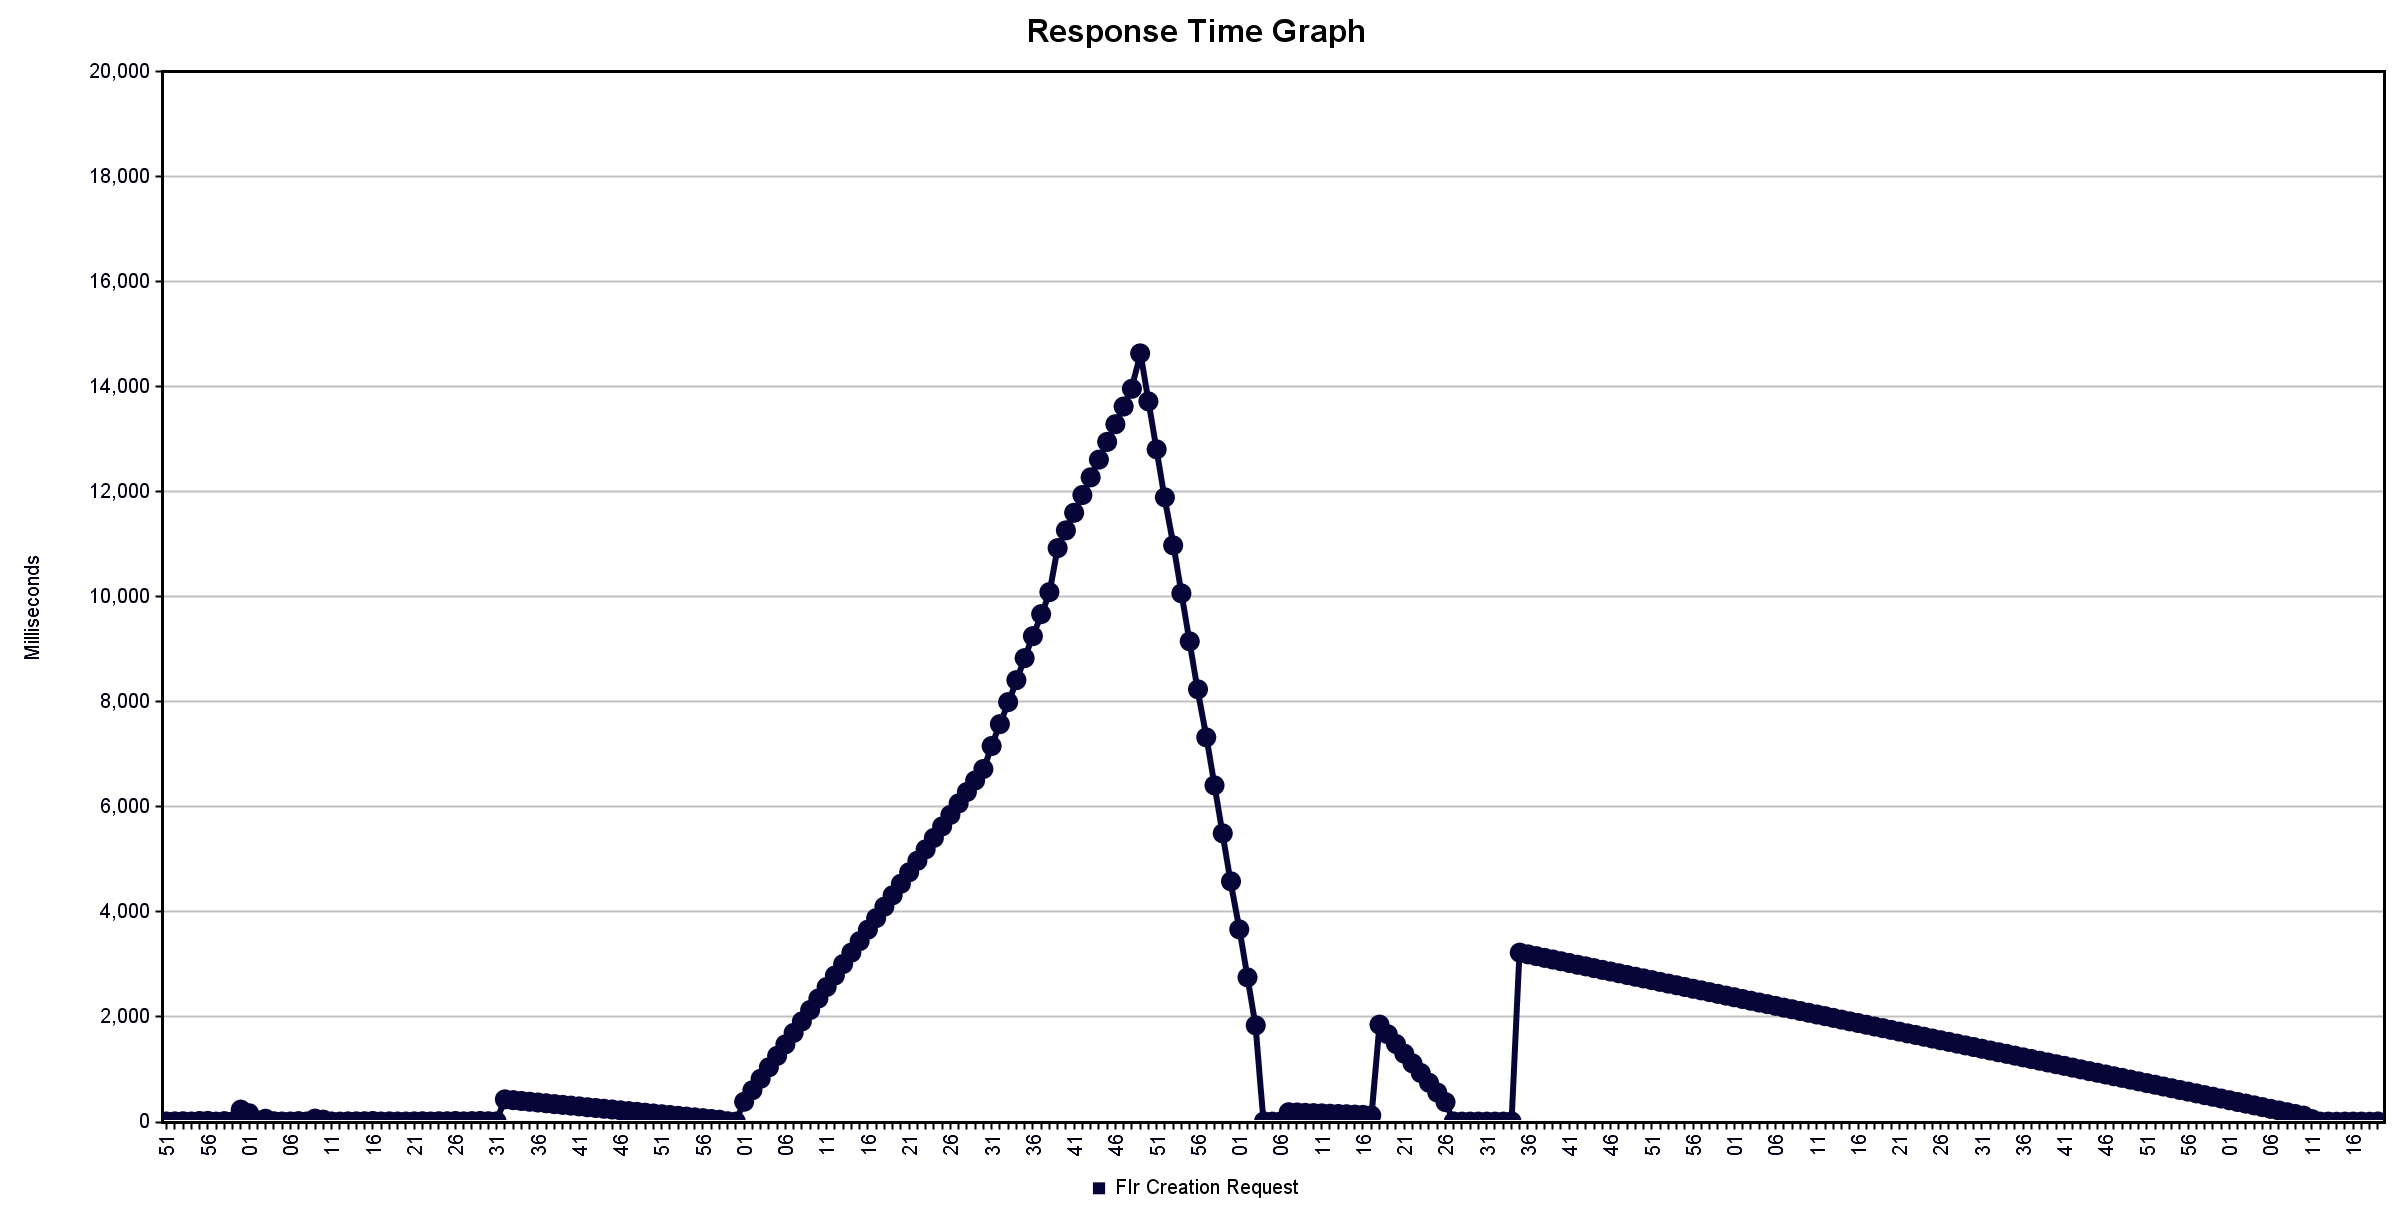 Response Time Graph
20,000
18,000
16,000
14,000
12,000
10,000
8,000
6,000
4,000
2,000
0
Milliseconds
51 56 01 06 11 16 21 26 31 36 41 46 51 56 01 06 11 16 21 26 31 36 41 46 51 56 01 06 11 16 21 26 31 36 41 46 51 56 01 06 11 16 21 26 31 36 41 46 51 56 01 06 11 16
FIr Creation Request